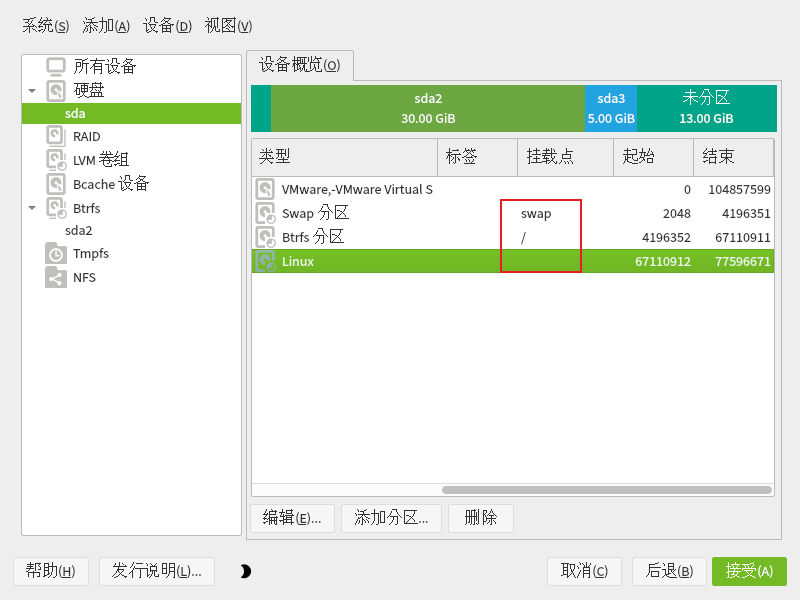 系统(S) 添加(A) 设备(D) 视图(V)
所有设备
硬盘
sda
RAID
LVM 卷组
Bcache 设备
Btrfs
sda2
Tmpfs
NFS
设备概览(O)
sda2
30.00 GiB
sda3
5.00 GiB
未分区
13.00 GiB
类型 标签 挂载点 起始 结束
VMware,-VMware Virtual S 0 104857599
Swap 分区 swap 2048 4196351
Btrfs 分区 / 4196352 67110911
Linux 67110912 77596671
编辑(E)... 添加分区... 删除
帮助(H) 发行说明(L)... 取消(C) 后退(B) 接受(A)